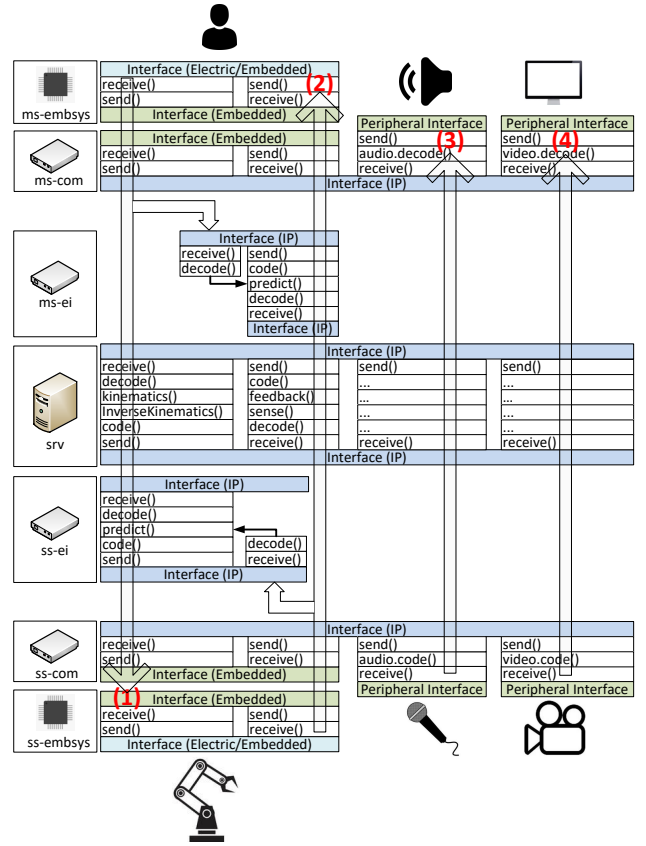 Interface (Electric/Embedded)
receive() send() (2)
send() receive()
Interface (Embedded)
ms-embsys
Interface (Embedded)
receive() send()
send() receive()
Peripheral Interface
send() (3)
audio.decode()
receive()
Peripheral Interface
send() (4)
video.decode()
receive()
Interface (IP)
ms-com
Interface (IP)
receive() send()
decode() code()
predict()
decode()
receive()
Interface (IP)
ms-ei
Interface (IP)
receive() send() send() send()
decode() code() ... ...
kinematics() feedback() ... ...
InverseKinematics() sense() ... ...
code() decode() ... ...
send() receive() receive() receive()
Interface (IP)
srv
Interface (IP)
receive()
decode()
predict()
code() decode()
send() receive()
Interface (IP)
ss-ei
Interface (IP)
receive() send() send() send()
send() receive() audio.code() video.code()
Interface (Embedded) receive() receive()
ss-com
(1) Interface (Embedded) Peripheral Interface Peripheral Interface
receive() send()
send() receive()
Interface (Electric/Embedded)
ss-embsys